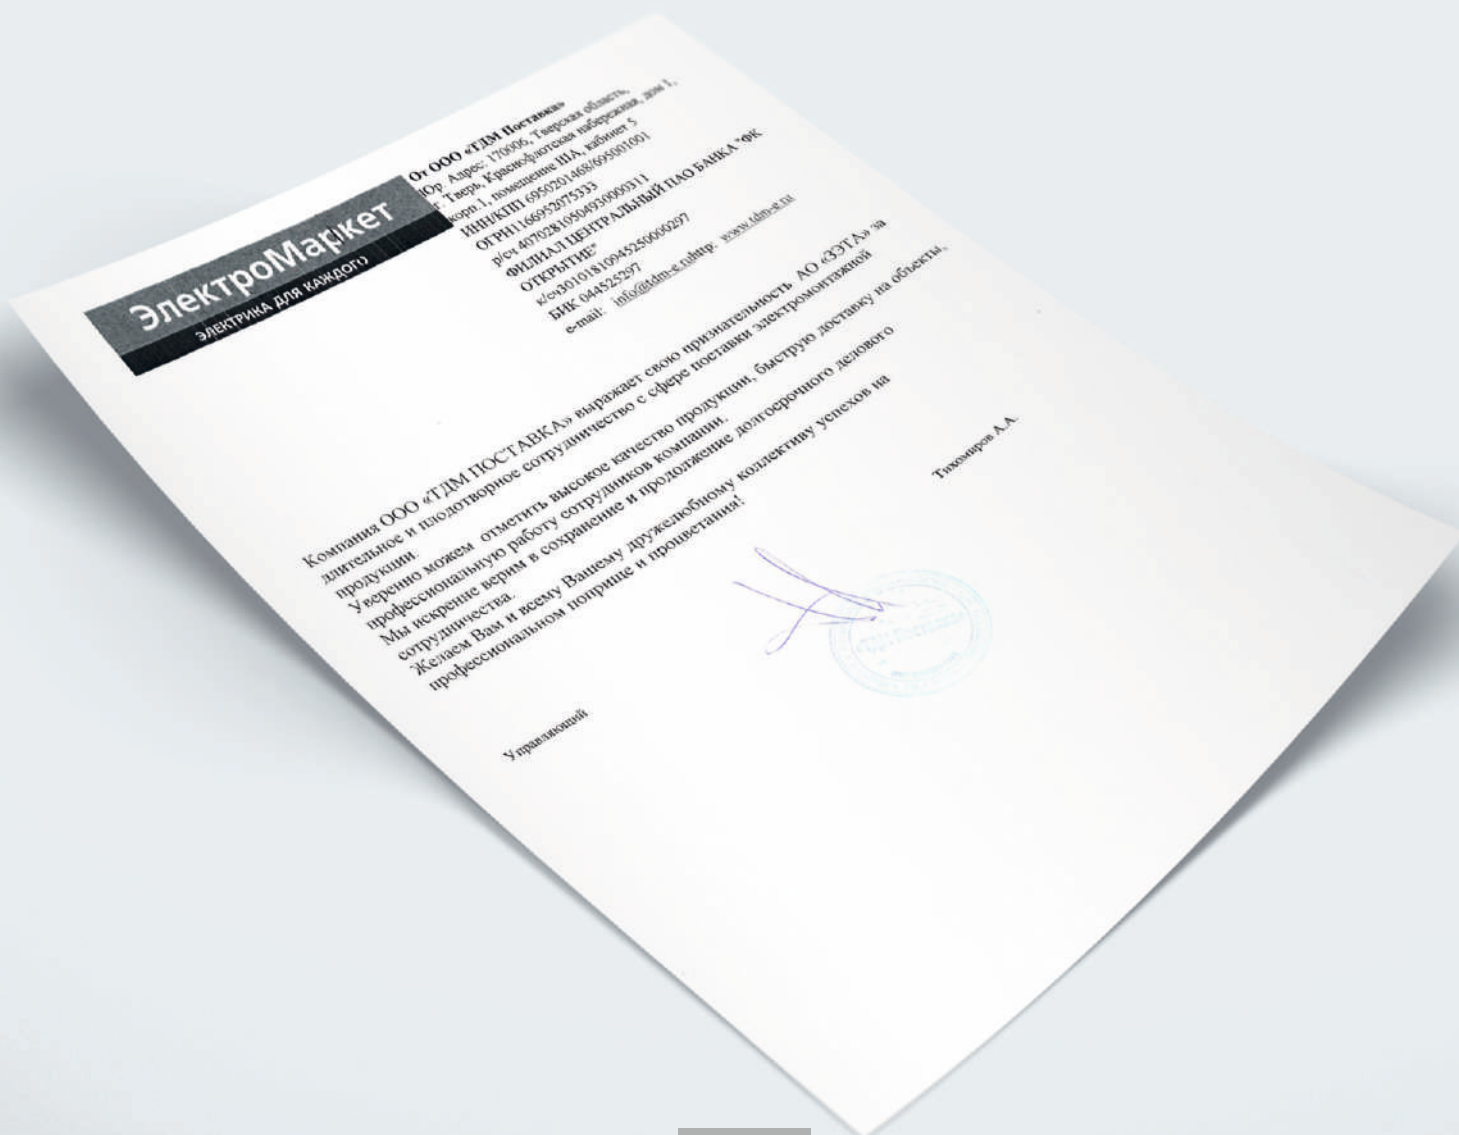 ЭлектроМаркет
ЭЛЕКТРИКА ДЛЯ КАЖДОГО
От ООО «ТДМ Поставка»
Юр. Адрес: 170006, Тверская область,
г. Тверь, Краснофлотская набережная, дом 1,
корп.1, помещение IIIА, кабинет 5
ИНН/КПП 6950201468/695001001
ОГРН1166952075333
р/сч 40702810504930000311
ФИЛИАЛ ЦЕНТРАЛЬНЫЙ ПАО БАНКА "ФК
ОТКРЫТИЕ"
к/сч30101810945250000297
БИК 044525297
e-mail: info@tdm-e.ruhttp: www.tdm-e.ru
Компания ООО «ТДМ ПОСТАВКА» выражает свою признательность АО «ЗЭТА» за
длительное и плодотворное сотрудничество с сфере поставки электромонтажной
продукции.
Уверенно можем отметить высокое качество продукции, быструю доставку на объекты,
профессиональную работу сотрудников компании.
Мы искренне верим в сохранение и продолжение долгосрочного делового
сотрудничества.
Желаем Вам и всему Вашему дружелюбному коллективу успехов на
профессиональном поприще и процветания!
Управляющий
Тихомиров А.А.